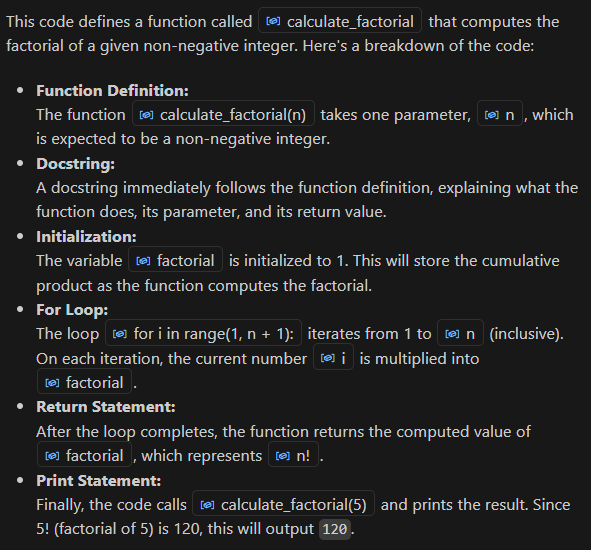 This code defines a function called calculate_factorial that computes the
factorial of a given non-negative integer. Here's a breakdown of the code:
• Function Definition:
The function calculate_factorial(n) takes one parameter, n , which
is expected to be a non-negative integer.
• Docstring:
A docstring immediately follows the function definition, explaining what the
function does, its parameter, and its return value.
• Initialization:
The variable factorial is initialized to 1. This will store the cumulative
product as the function computes the factorial.
• For Loop:
The loop for i in range(1, n + 1): iterates from 1 to n (inclusive).
On each iteration, the current number i is multiplied into
factorial .
• Return Statement:
After the loop completes, the function returns the computed value of
factorial , which represents n! .
• Print Statement:
Finally, the code calls calculate_factorial(5) and prints the result. Since
5! (factorial of 5) is 120, this will output 120.